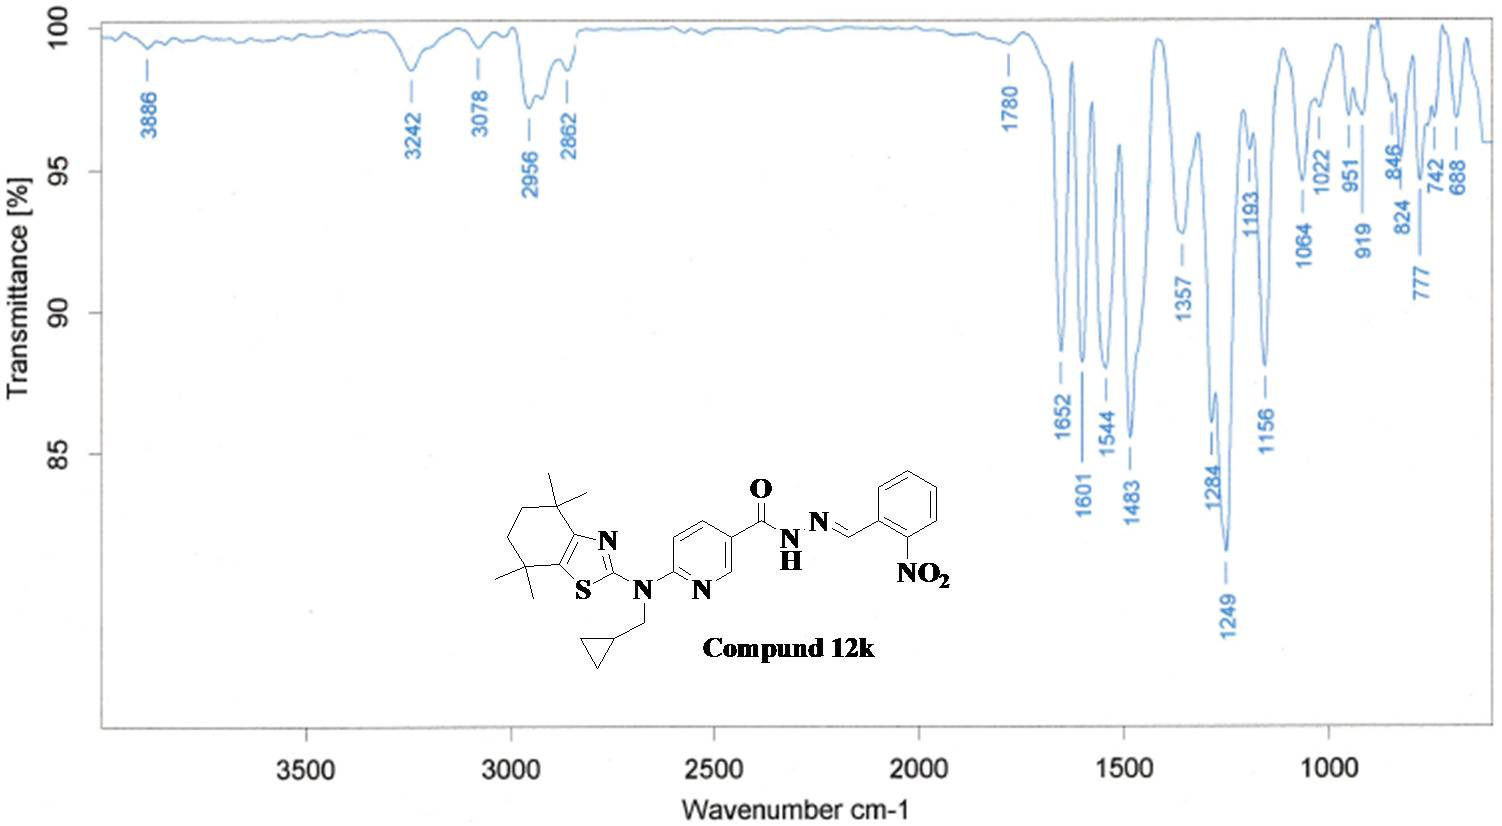 100
95
90
85
Transmittance [%]
3886
3242
3078
2956
2862
1780
1652
1601
1544
1483
1357
1284
1249
1193
1156
1064
1022
951
919
846
824
777
742
688
O
N
N
N
H
S
N
N
NO2
Compund 12k
3500 3000 2500 2000 1500 1000
Wavenumber cm-1